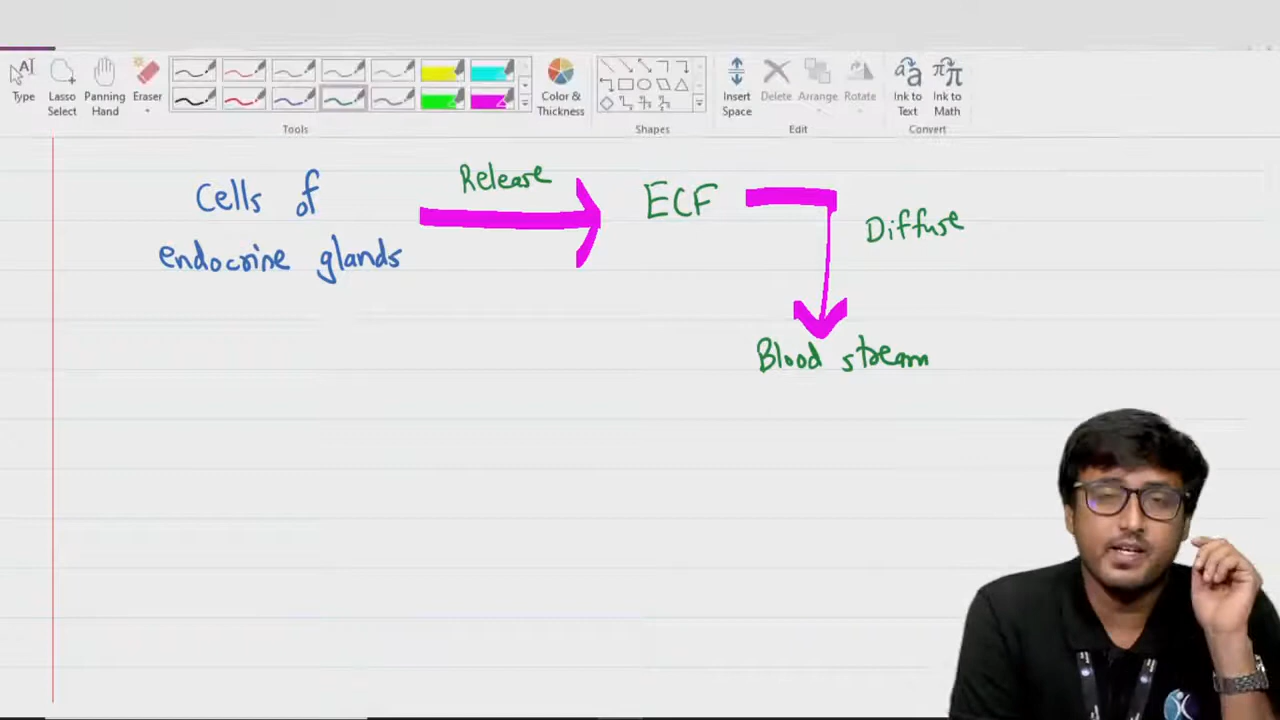 Type
Lasso Select
Panning Hand
Eraser
Color & Thickness
Insert Space
Delete
Arrange
Rotate
Ink to Text
Ink to Math
Tools
Shapes
Edit
Convert
Release
Cells of
endocrine glands
ECF
Diffuse
Blood stream